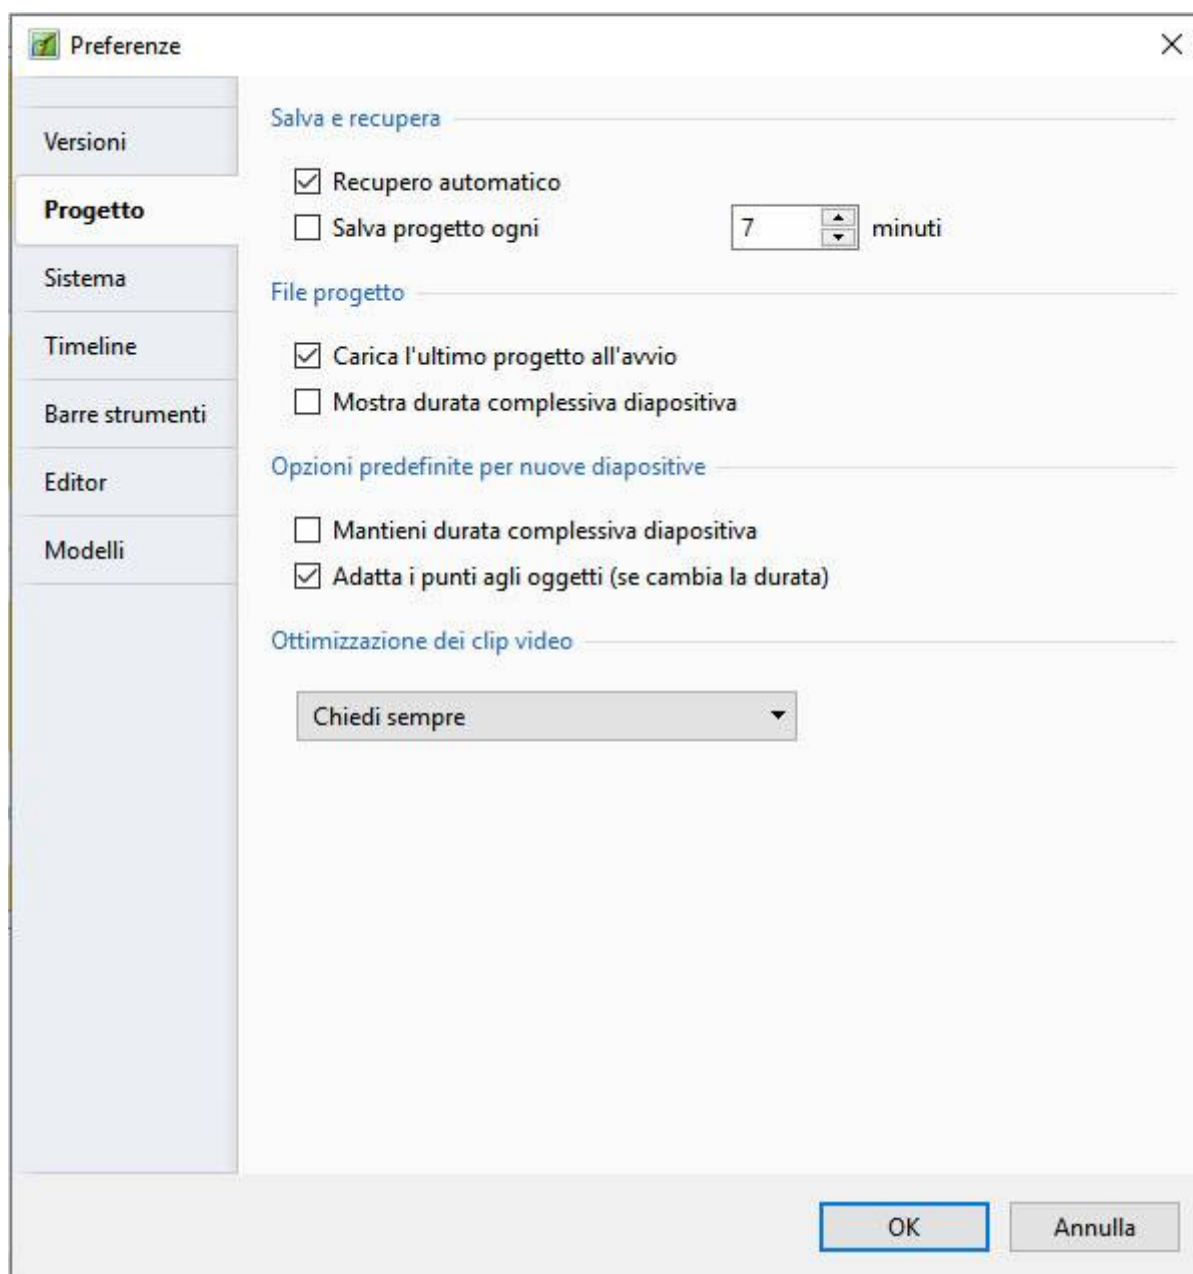 Preferenze
Versioni
Progetto
Sistema
Timeline
Barre strumenti
Editor
Modelli
Salva e recupera
Recupero automatico
Salva progetto ogni 7 minuti
File progetto
Carica l'ultimo progetto all'avvio
Mostra durata complessiva diapositiva
Opzioni predefinite per nuove diapositive
Mantieni durata complessiva diapositiva
Adatta i punti agli oggetti (se cambia la durata)
Ottimizzazione dei clip video
Chiedi sempre
OK Annulla